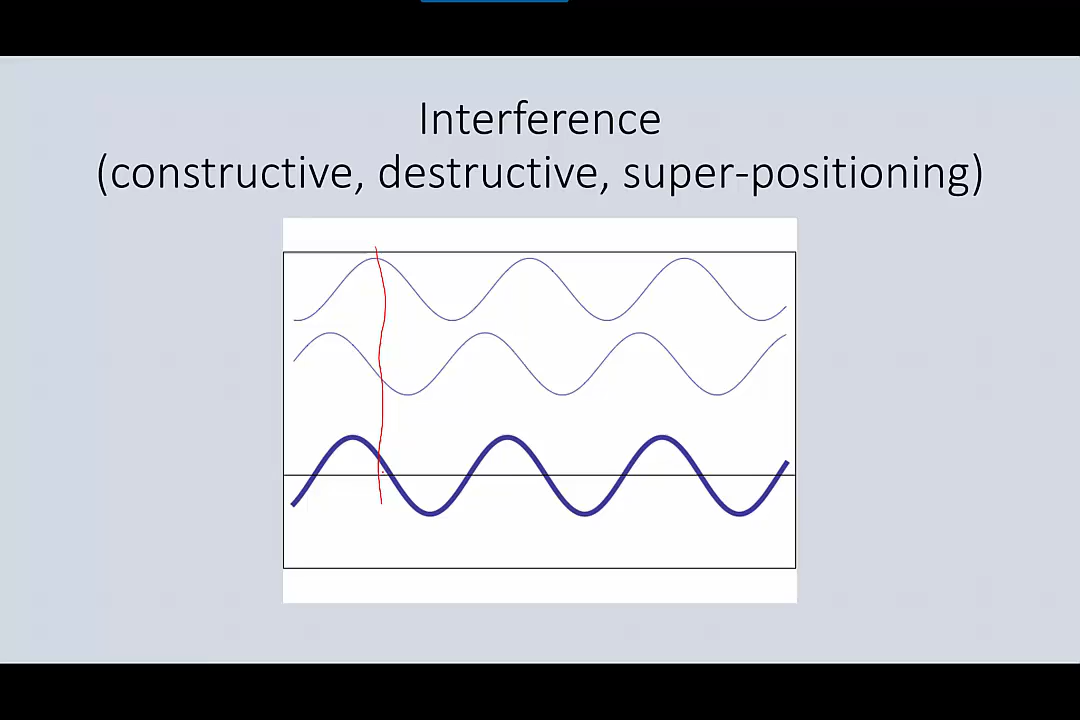 Interference
(constructive, destructive, super-positioning)